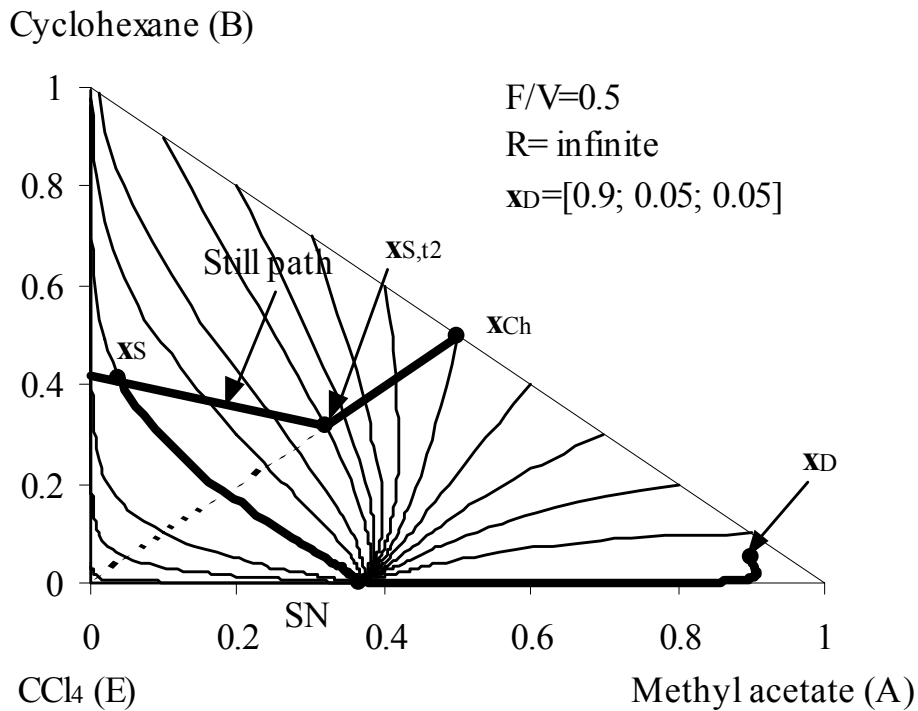 Cyclohexane (B)
1
F/V=0.5
R= infinite
xD=[0.9; 0.05; 0.05]
0.8
Still path
xS,t2
0.6
xCh
xS
0.4
xD
0.2
0
SN
0 0.2 0.4 0.6 0.8 1
CCl4 (E) Methyl acetate (A)